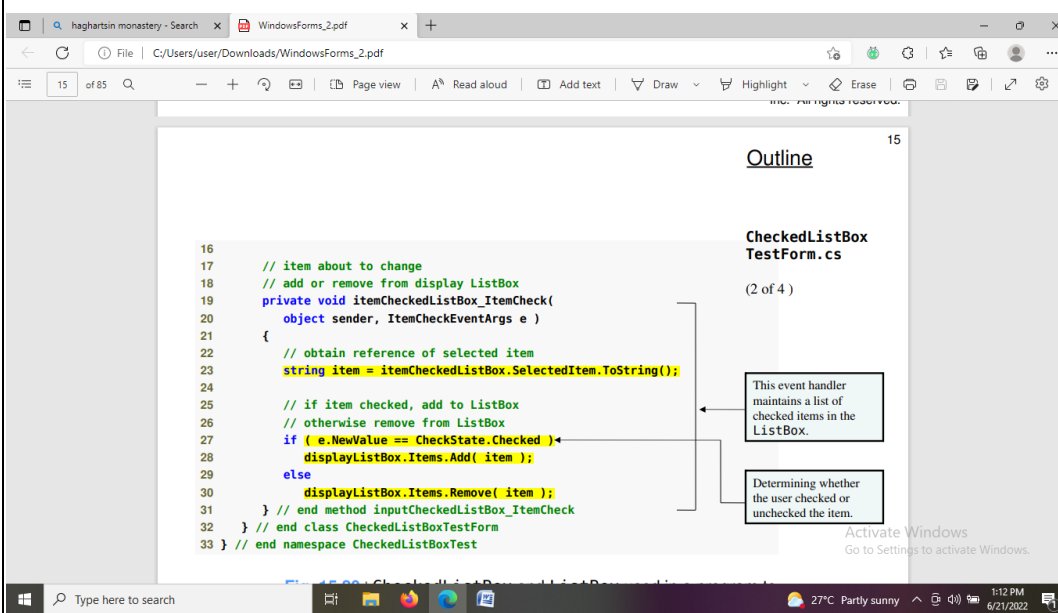 haghartsin monastery - Search
WindowsForms_2.pdf
File C:/Users/user/Downloads/WindowsForms_2.pdf
15 of 85 Page view Read aloud Add text Draw Highlight Erase
Inc. All rights reserved.
15
Outline
CheckedListBox
TestForm.cs
(2 of 4 )
16
17 // item about to change
18 // add or remove from display ListBox
19 private void itemCheckedListBox_ItemCheck(
20 object sender, ItemCheckEventArgs e )
21 {
22 // obtain reference of selected item
23 string item = itemCheckedListBox.SelectedItem.ToString();
24
25 // if item checked, add to ListBox
26 // otherwise remove from ListBox
27 if ( e.NewValue == CheckState.Checked )
28 displayListBox.Items.Add( item );
29 else
30 displayListBox.Items.Remove( item );
31 } // end method inputCheckedListBox_ItemCheck
32 } // end class CheckedListBoxTestForm
33 } // end namespace CheckedListBoxTest
This event handler
maintains a list of
checked items in the
ListBox.
Determining whether
the user checked or
unchecked the item.
Activate Windows
Go to Settings to activate Windows.
Type here to search
27°C Partly sunny
1:12 PM
6/21/2022